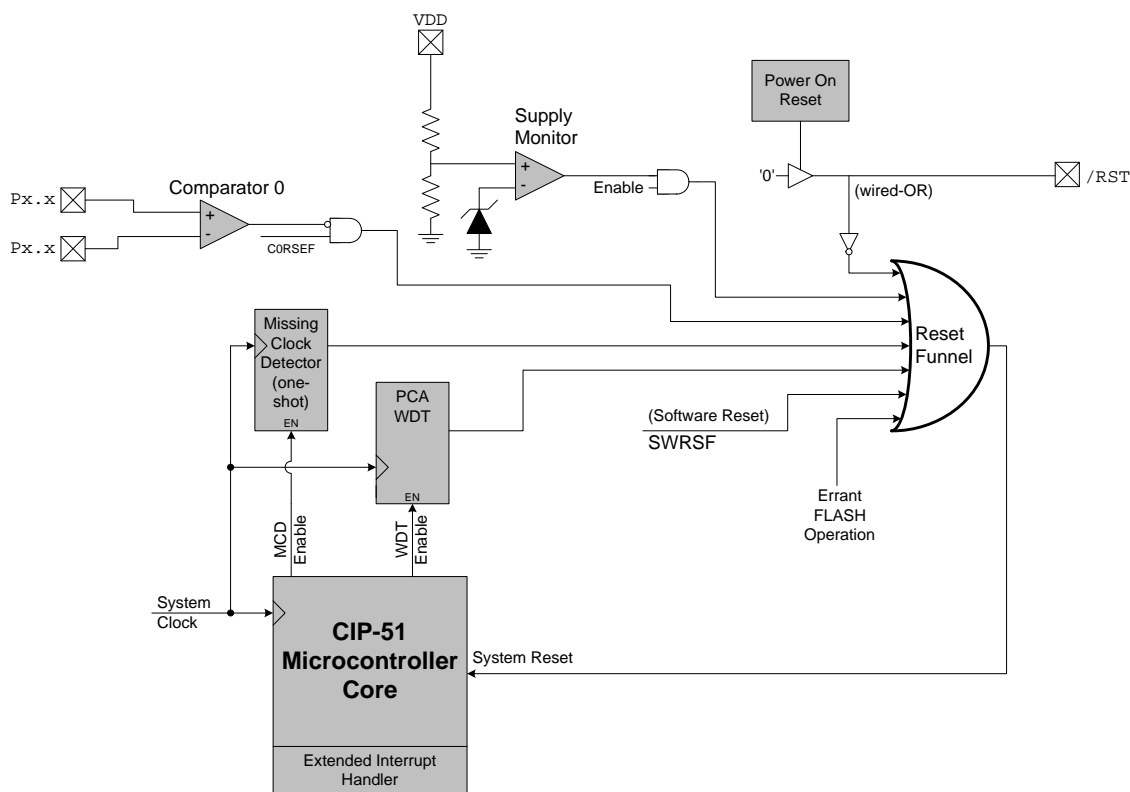 VDD
Power On
Reset
Supply
Monitor
+
-
Enable
'0'
(wired-OR)
/RST
Comparator 0
Px.x
+
-
Px.x
C0RSEF
Missing
Clock
Detector
(one-
shot)
EN
Reset
Funnel
PCA
WDT
EN
(Software Reset)
SWRSF
Errant
FLASH
Operation
MCD
Enable
WDT
Enable
System
Clock
CIP-51
Microcontroller
Core
System Reset
Extended Interrupt
Handler